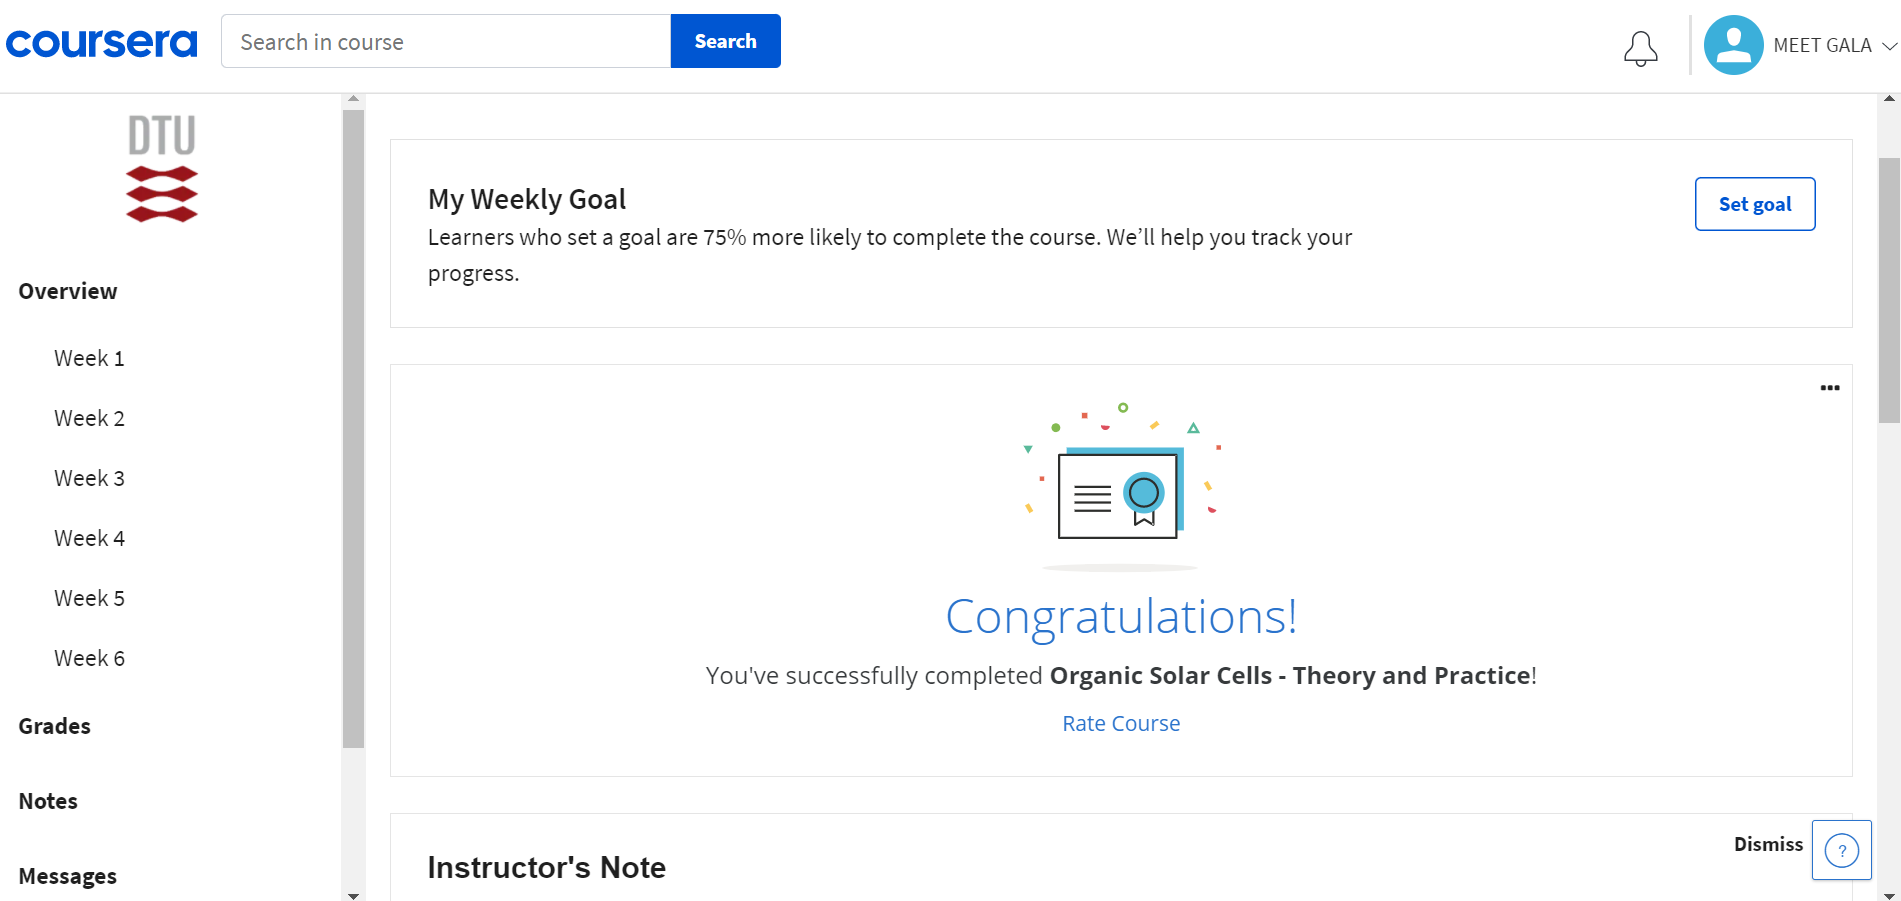 coursera
Search in course
Search
MEET GALA
DTU
Overview
Week 1
Week 2
Week 3
Week 4
Week 5
Week 6
Grades
Notes
Messages
My Weekly Goal
Learners who set a goal are 75% more likely to complete the course. We’ll help you track your
progress.
Set goal
Congratulations!
You've successfully completed Organic Solar Cells - Theory and Practice!
Rate Course
Instructor's Note
Dismiss
?